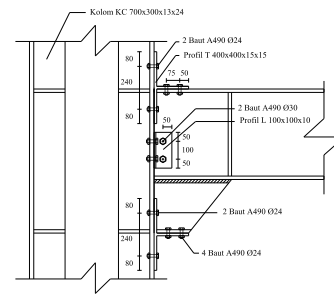 Kolom KC 700x300x13x24
2 Baut A490 Ø24
Profil T 400x400x15x15
80
75 50
240
80
2 Baut A490 Ø30
Profil L 100x100x10
50
50
100
50
80
2 Baut A490 Ø24
240
4 Baut A490 Ø24
80